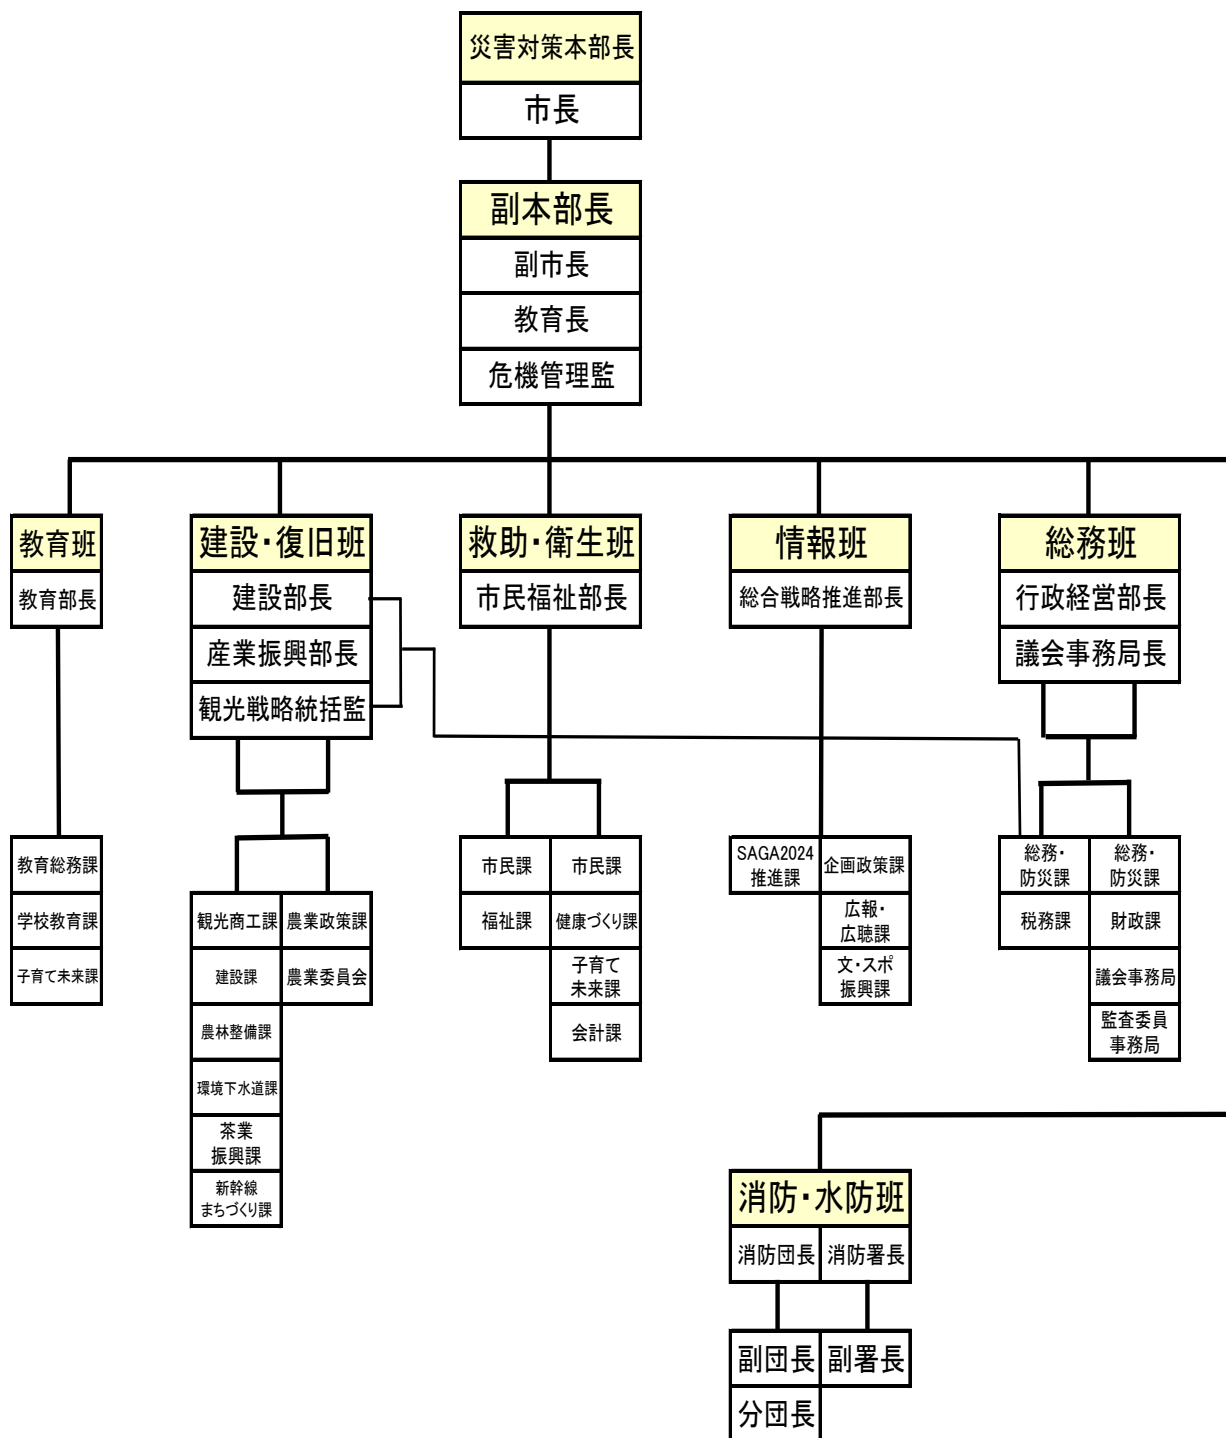 災害対策本部長
市長
副本部長
副市長
教育長
危機管理監
教育班
教育部長
建設・復旧班
建設部長
産業振興部長
観光戦略統括監
救助・衛生班
市民福祉部長
情報班
総合戦略推進部長
総務班
行政経営部長
議会事務局長
教育総務課
学校教育課
子育て未来課
観光商工課
建設課
農林整備課
環境下水道課
茶業
振興課
新幹線
まちづくり課
農業政策課
農業委員会
市民課
福祉課
市民課
健康づくり課
子育て
未来課
会計課
SAGA2024
推進課
企画政策課
広報・
広聴課
文・スポ
振興課
総務・
防災課
税務課
総務・
防災課
財政課
議会事務局
監査委員
事務局
消防・水防班
消防団長
消防署長
副団長
分団長
副署長